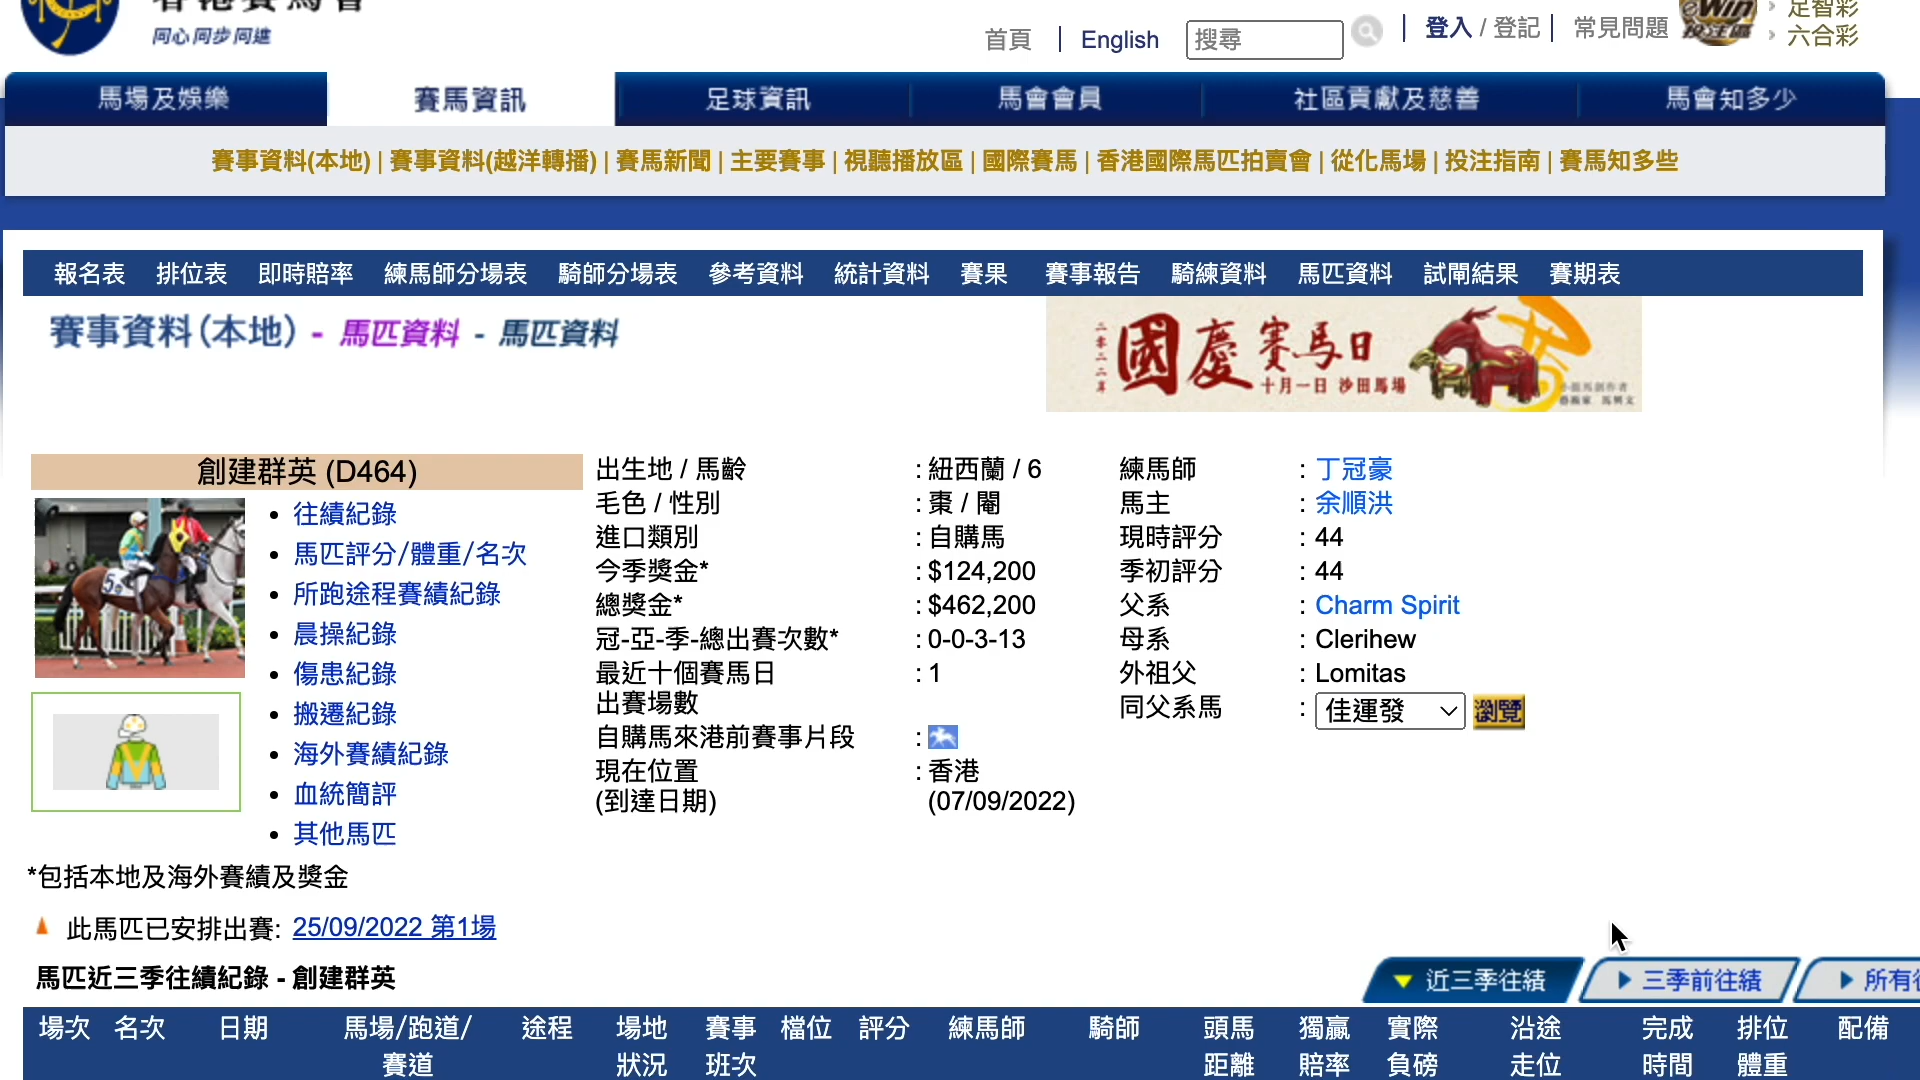 同心同步同進
首頁 | English 搜尋 | 登入 / 登記 | 常見問題
eWin
投注區
足智彩
六合彩
馬場及娛樂 賽馬資訊 足球資訊 馬會會員 社區貢獻及慈善 馬會知多少
賽事資料(本地) | 賽事資料(越洋轉播) | 賽馬新聞 | 主要賽事 | 視聽播放區 | 國際賽馬 | 香港國際馬匹拍賣會 | 從化馬場 | 投注指南 | 賽馬知多些
報名表 排位表 即時賠率 練馬師分場表 騎師分場表 參考資料 統計資料 賽果 賽事報告 騎練資料 馬匹資料 試閘結果 賽期表
賽事資料(本地) - 馬匹資料 - 馬匹資料
二零二二年
國慶賽馬日
十月一日 沙田馬場
創建群英 (D464)
往績紀錄
馬匹評分/體重/名次
所跑途程賽績紀錄
晨操紀錄
傷患紀錄
搬遷紀錄
海外賽績紀錄
血統簡評
其他馬匹
出生地 / 馬齡 : 紐西蘭 / 6
毛色 / 性別 : 棗 / 閹
進口類別 : 自購馬
今季獎金* : $124,200
總獎金* : $462,200
冠-亞-季-總出賽次數* : 0-0-3-13
最近十個賽馬日 : 1
出賽場數
自購馬來港前賽事片段 :
現在位置 : 香港
(到達日期) (07/09/2022)
練馬師 : 丁冠豪
馬主 : 余順洪
現時評分 : 44
季初評分 : 44
父系 : Charm Spirit
母系 : Clerihew
外祖父 : Lomitas
同父系馬 : 佳運發 瀏覽
*包括本地及海外賽績及獎金
此馬匹已安排出賽: 25/09/2022 第1場
馬匹近三季往績紀錄 - 創建群英
近三季往績 三季前往績 所有
場次 名次 日期 馬場/跑道/ 途程 場地 賽事 檔位 評分 練馬師 騎師 頭馬 獨贏 實際 沿途 完成 排位 配備
賽道 狀況 班次 距離 賠率 負磅 走位 時間 體重